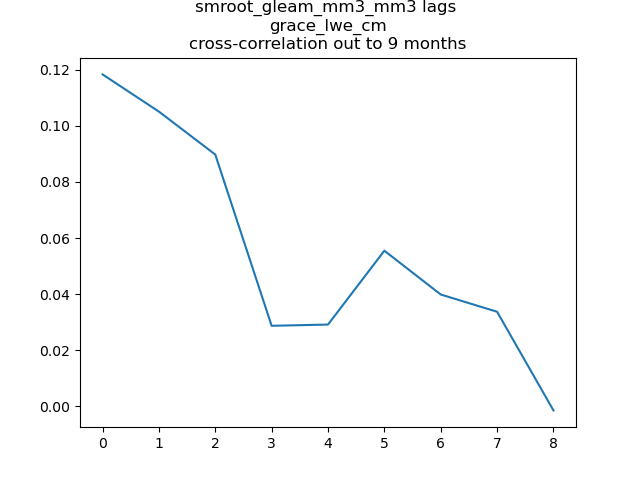 smroot_gleam_mm3_mm3 lags
grace_lwe_cm
cross-correlation out to 9 months
0.12
0.10
0.08
0.06
0.04
0.02
0.00
0 1 2 3 4 5 6 7 8